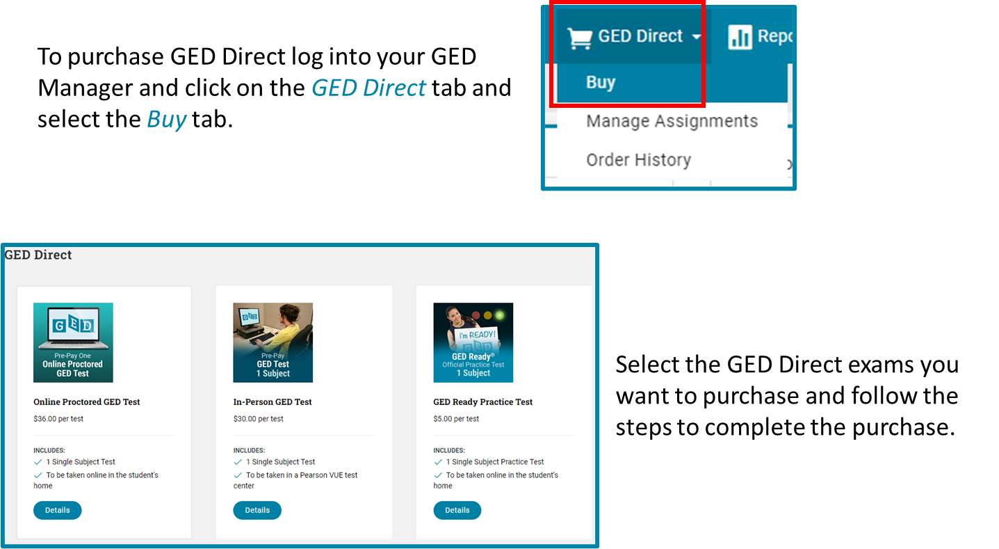 To purchase GED Direct log into your GED
Manager and click on the GED Direct tab and
select the Buy tab.
GED Direct
Buy
Manage Assignments
Order History
GED Direct
GED
Pre-Pay One
Online Proctored
GED Test
Online Proctored GED Test
$36.00 per test
INCLUDES:
1 Single Subject Test
To be taken online in the student's
home
Details
GED
Pre-Pay
GED Test
1 Subject
In-Person GED Test
$30.00 per test
INCLUDES:
1 Single Subject Test
To be taken in a Pearson VUE test
center
Details
I'm READY!
GED
GED Ready®
Official Practice Test
1 Subject
GED Ready Practice Test
$5.00 per test
INCLUDES:
1 Single Subject Practice Test
To be taken online in the student's
home
Details
Select the GED Direct exams you
want to purchase and follow the
steps to complete the purchase.